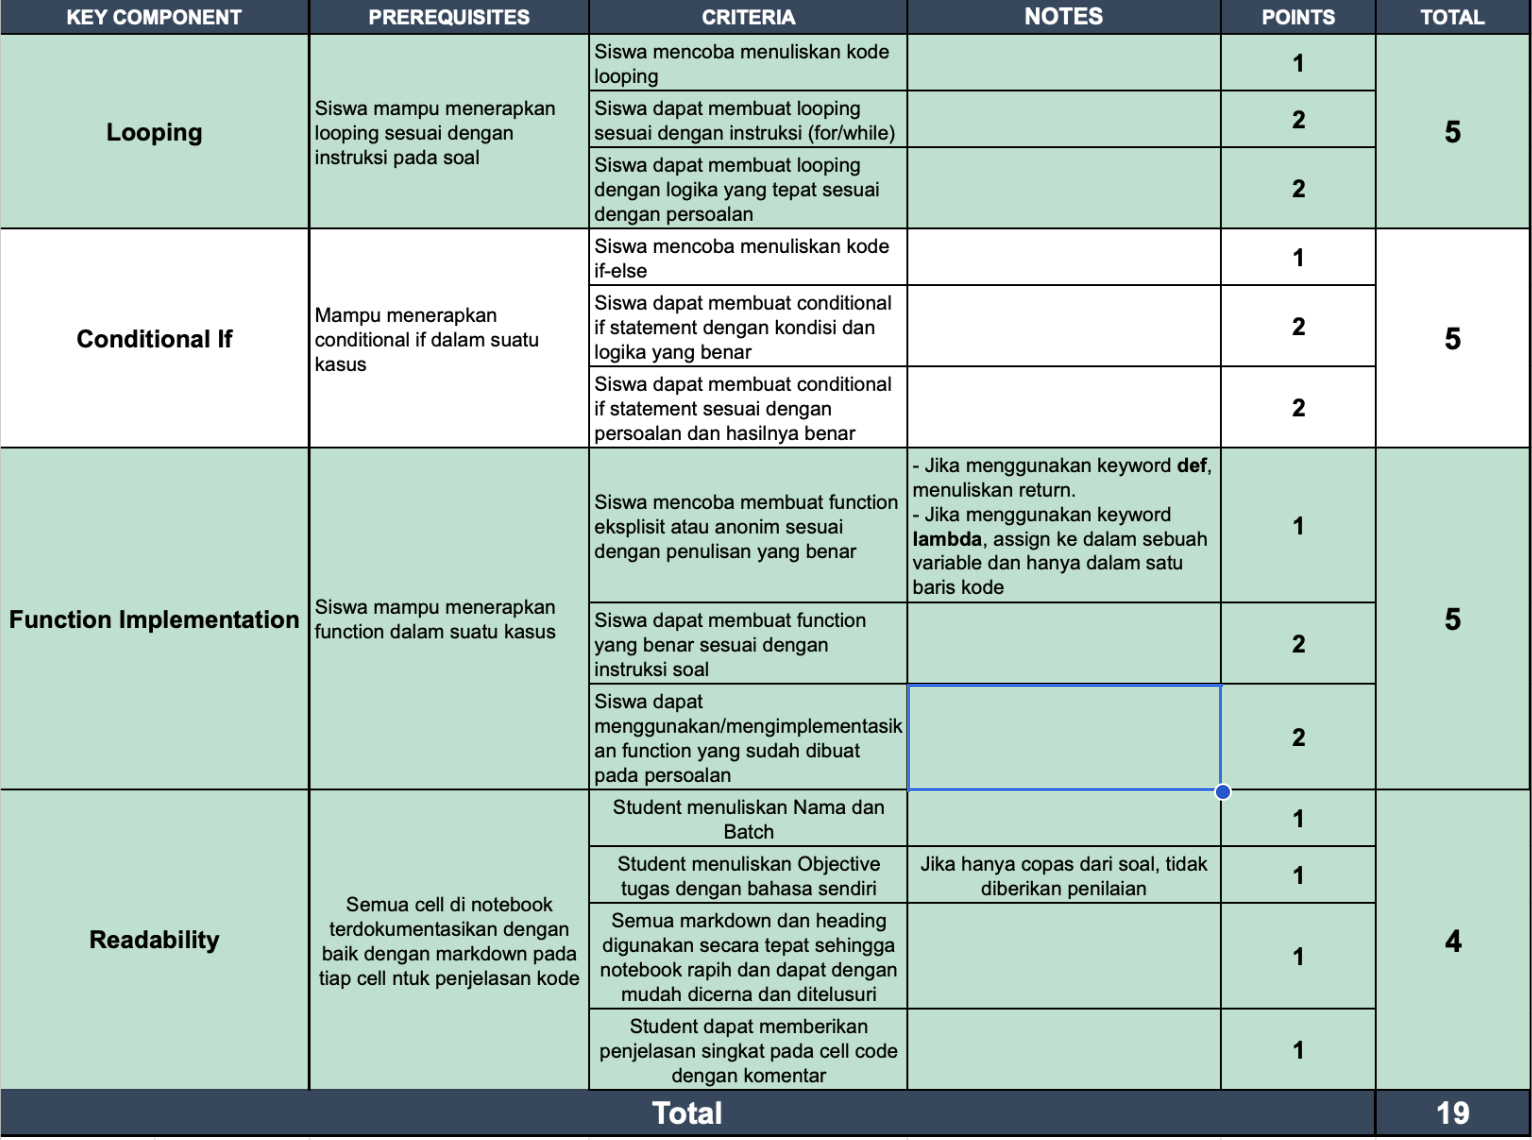 KEY COMPONENT
PREREQUISITES
CRITERIA
NOTES
POINTS
TOTAL
Looping
Siswa mampu menerapkan
looping sesuai dengan
instruksi pada soal
Siswa mencoba menuliskan kode
looping
1
Siswa dapat membuat looping
sesuai dengan instruksi (for/while)
2
Siswa dapat membuat looping
dengan logika yang tepat sesuai
dengan persoalan
2
5
Conditional If
Mampu menerapkan
conditional if dalam suatu
kasus
Siswa mencoba menuliskan kode
if-else
1
Siswa dapat membuat conditional
if statement dengan kondisi dan
logika yang benar
2
Siswa dapat membuat conditional
if statement sesuai dengan
persoalan dan hasilnya benar
2
5
Function Implementation
Siswa mampu menerapkan
function dalam suatu kasus
Siswa mencoba membuat function
eksplisit atau anonim sesuai
dengan penulisan yang benar
- Jika menggunakan keyword def,
menuliskan return.
- Jika menggunakan keyword
lambda, assign ke dalam sebuah
variable dan hanya dalam satu
baris kode
1
Siswa dapat membuat function
yang benar sesuai dengan
instruksi soal
2
Siswa dapat
menggunakan/mengimplementasik
an function yang sudah dibuat
pada persoalan
2
5
Readability
Semua cell di notebook
terdokumentasikan dengan
baik dengan markdown pada
tiap cell ntuk penjelasan kode
Student menuliskan Nama dan
Batch
1
Student menuliskan Objective
tugas dengan bahasa sendiri
Jika hanya copas dari soal, tidak
diberikan penilaian
1
Semua markdown dan heading
digunakan secara tepat sehingga
notebook rapih dan dapat dengan
mudah dicerna dan ditelusuri
1
Student dapat memberikan
penjelasan singkat pada cell code
dengan komentar
1
4
Total
19